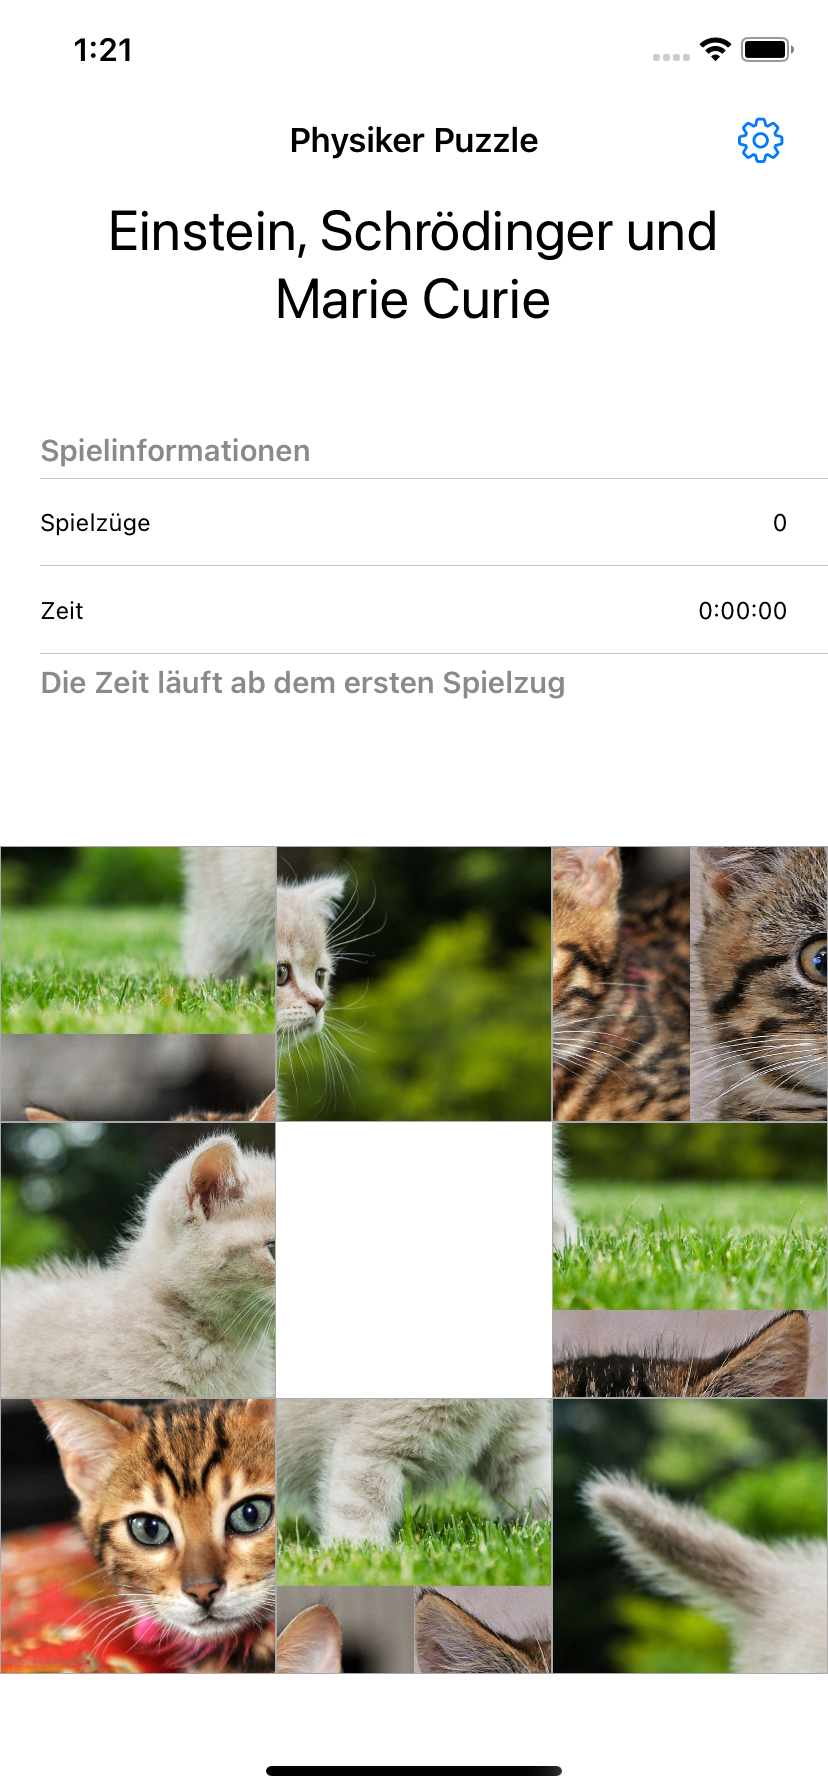 1:21
Physiker Puzzle
Einstein, Schrödinger und
Marie Curie
Spielinformationen
Spielzüge 0
Zeit 0:00:00
Die Zeit läuft ab dem ersten Spielzug